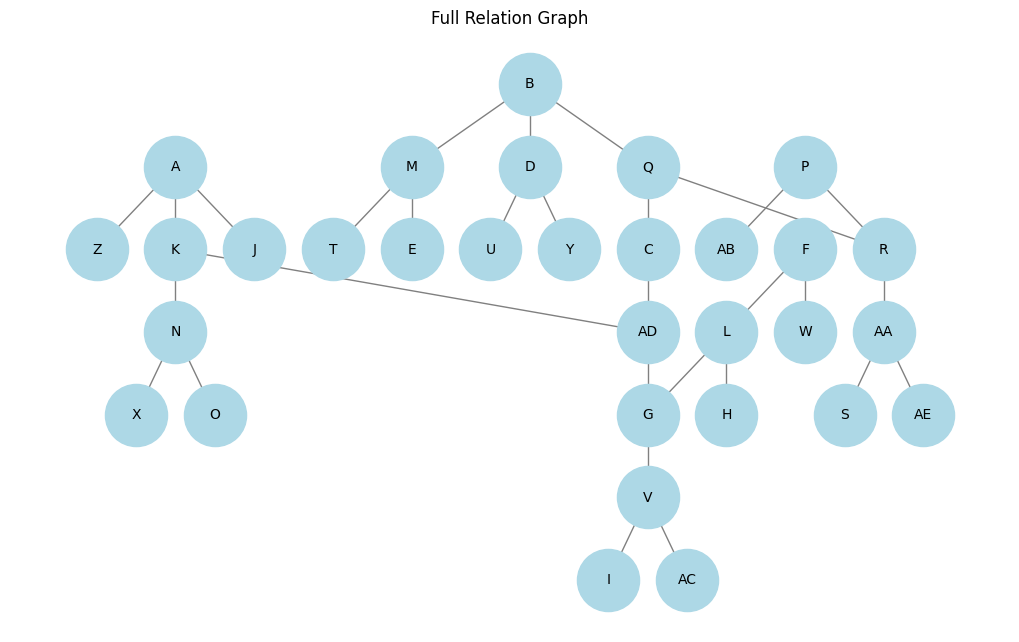 Full Relation Graph
B
A M D Q P
Z K J T E U Y C AB F R
N AD L W AA
X O G H S AE
V
I AC